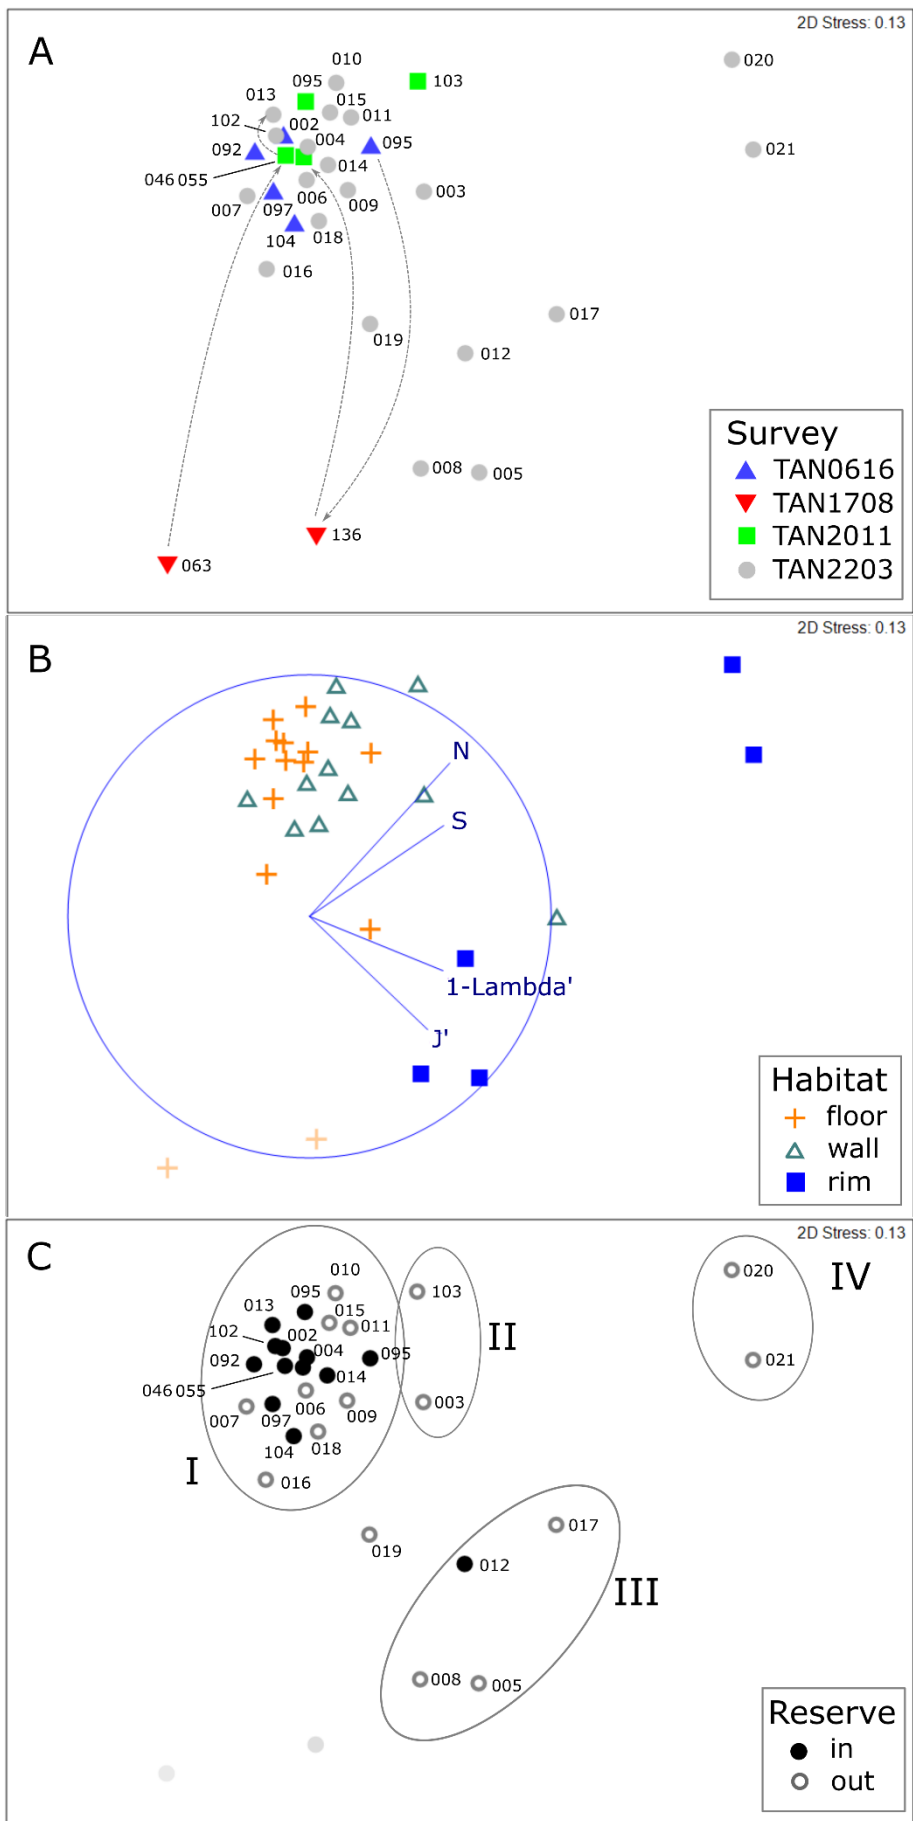 2D Stress: 0.13
A
010
020
095
103
013
015
011
102
002
004
095
021
092
014
046 055
006
009
003
007
097
018
104
016
017
019
012
008
005
136
063
Survey
TAN0616
TAN1708
TAN2011
TAN2203
2D Stress: 0.13
B
N
S
1-Lambda'
J'
Habitat
floor
wall
rim
2D Stress: 0.13
C
010
020
IV
095
103
013
015
011
102
002
II
004
095
021
092
014
046 055
006
009
003
007
097
018
104
I
016
017
019
012
III
008
005
Reserve
in
out